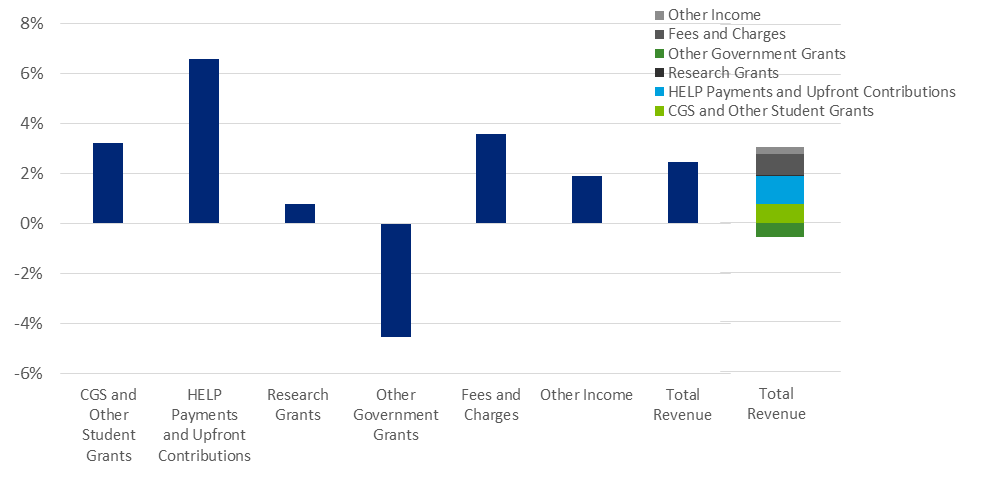 8%
6%
4%
2%
0%
-2%
-4%
-6%
Other Income
Fees and Charges
Other Government Grants
Research Grants
HELP Payments and Upfront Contributions
CGS and Other Student Grants
CGS and
Other
Student
Grants
HELP
Payments
and Upfront
Contributions
Research
Grants
Other
Government
Grants
Fees and
Charges
Other Income
Total
Revenue
Total
Revenue